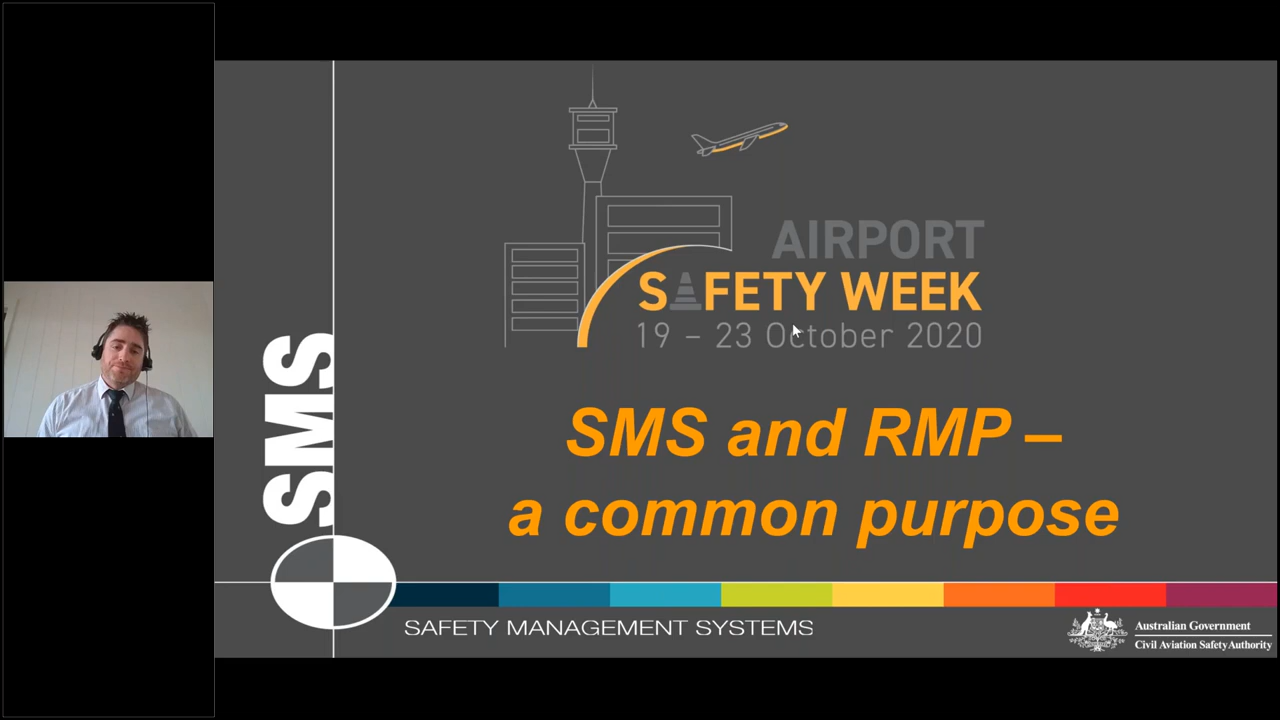 AIRPORT
SAFETY WEEK
19 – 23 October 2020
SMS and RMP –
a common purpose
SMS
SAFETY MANAGEMENT SYSTEMS
Australian Government
Civil Aviation Safety Authority